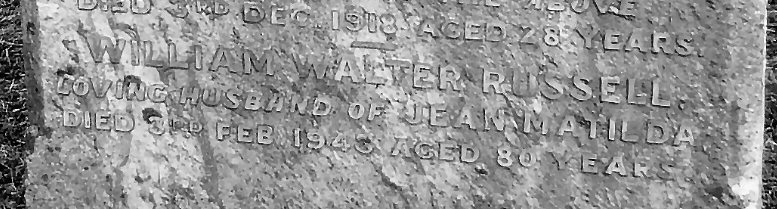 ABOVE
DIED 3RD DEC. 1918. AGED 28 YEARS.
WILLIAM WALTER RUSSELL,
LOVING HUSBAND OF JEAN MATILDA
DIED 3RD FEB 1943 AGED 80 YEARS.